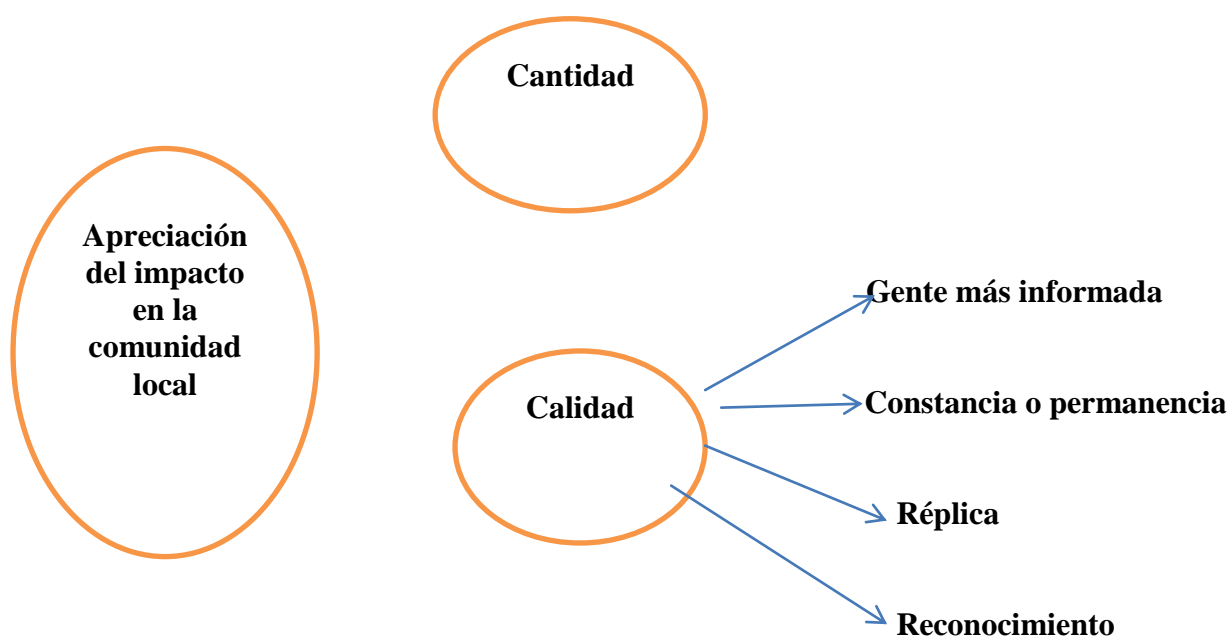 Cantidad
Apreciación
del impacto
en la
comunidad
local
Gente más informada
Calidad
Constancia o permanencia
Réplica
Reconocimiento